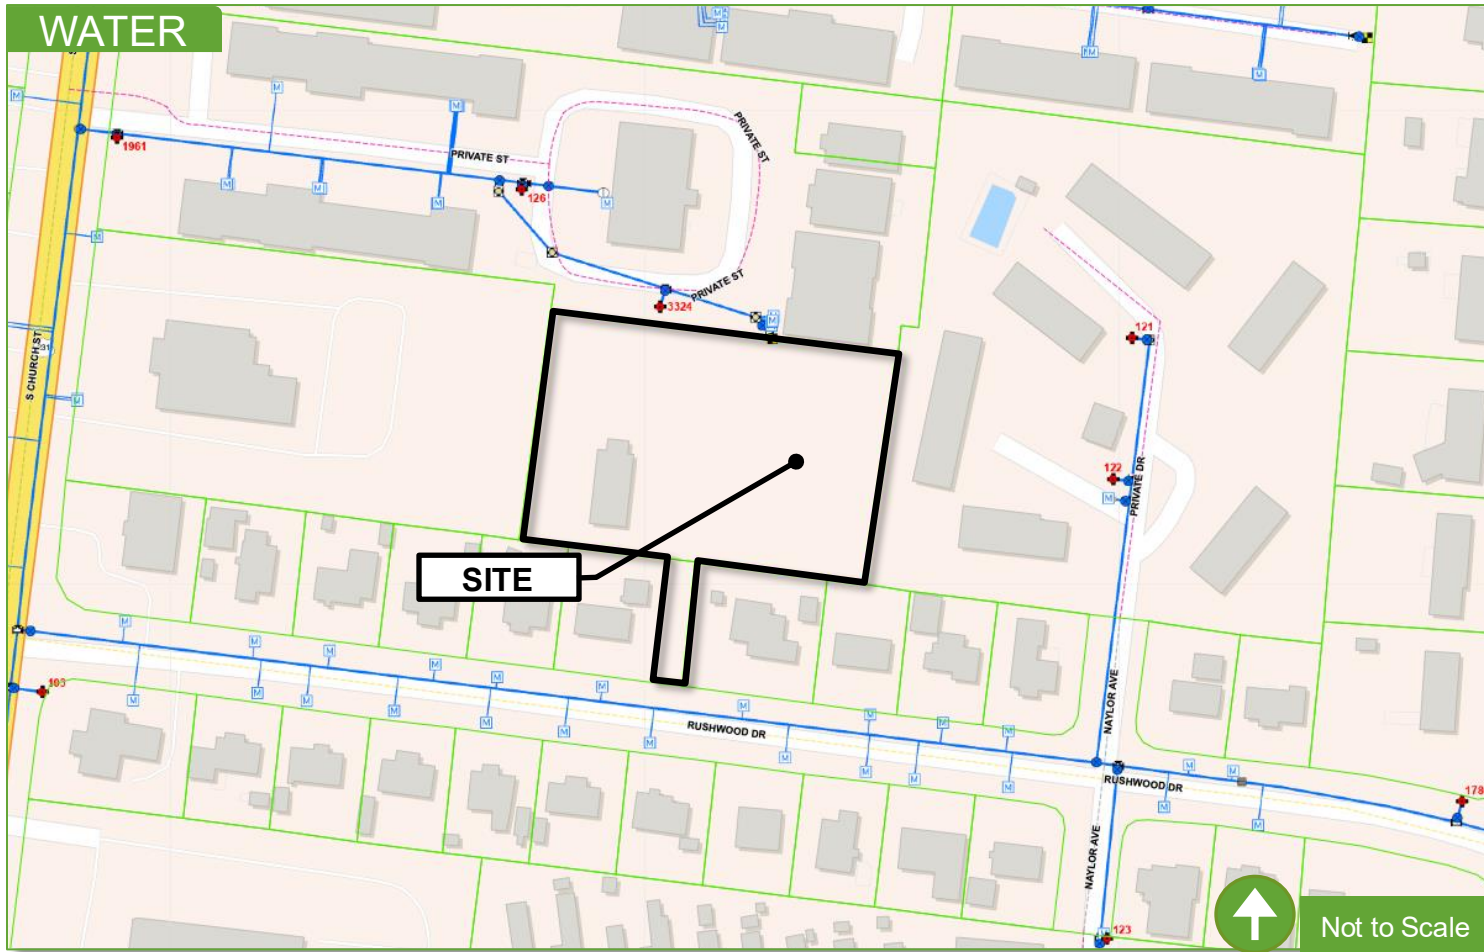 WATER
1961
PRIVATE ST
126
PRIVATE ST
PRIVATE ST
3324
121
S CHURCH ST
31
122
PRIVATE DR
SITE
103
NAYLOR AVE
RUSHWOOD DR
RUSHWOOD DR
178
NAYLOR AVE
123
Not to Scale